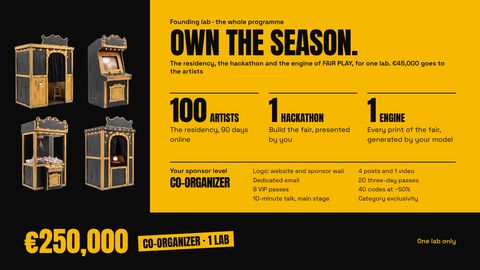 Founding lab · the whole programme
OWN THE SEASON.
The residency, the hackathon and the engine of FAIR PLAY, for one lab. €45,000 goes to
the artists
100 ARTISTS
The residency, 90 days
online
1 HACKATHON
Build the fair, presented
by you
1 ENGINE
Every print of the fair,
generated by your model
Your sponsor level
CO-ORGANIZER
Logo: website and sponsor wall
Dedicated email
8 VIP passes
10-minute talk, main stage
4 posts and 1 video
20 three-day passes
40 codes at −50%
Category exclusivity
€250,000
CO-ORGANIZER · 1 LAB
One lab only